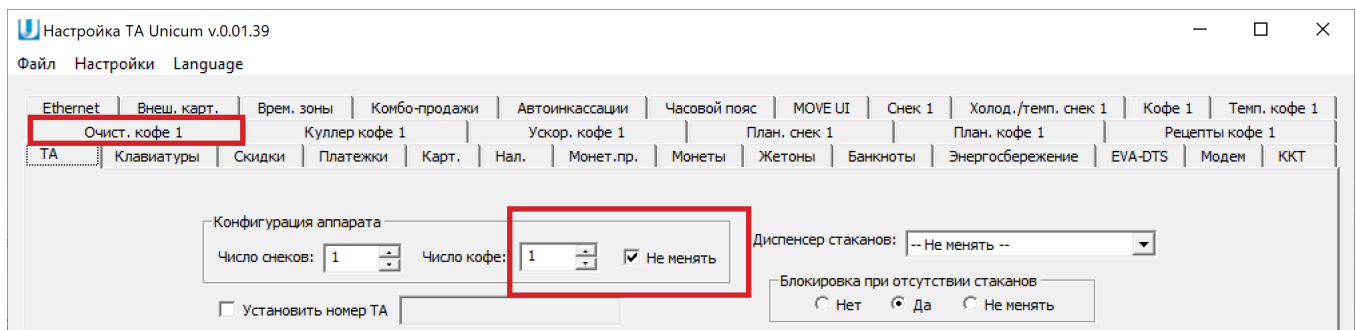 Настройка TA Unicum v.0.01.39
Файл Настройки Language
Ethernet Внеш. карт. Врем. зоны Комбо-продажи Автоинкассации Часовой пояс MOVE UI Снек 1 Холод./темп. снек 1 Кофе 1 Темп. кофе 1
Очист. кофе 1 Куллер кофе 1 Ускор. кофе 1 План. снек 1 План. кофе 1 Рецепты кофе 1
ТА Клавиатуры Скидки Платежки Карт. Нал. Монет.пр. Монеты Жетоны Банкноты Энергосбережение EVA-DTS Модем ККТ
Конфигурация аппарата
Число снеков: 1 Число кофе: 1 Не менять
Диспенсер стаканов: -- Не менять --
Блокировка при отсутствии стаканов
Нет Да Не менять
Установить номер ТА